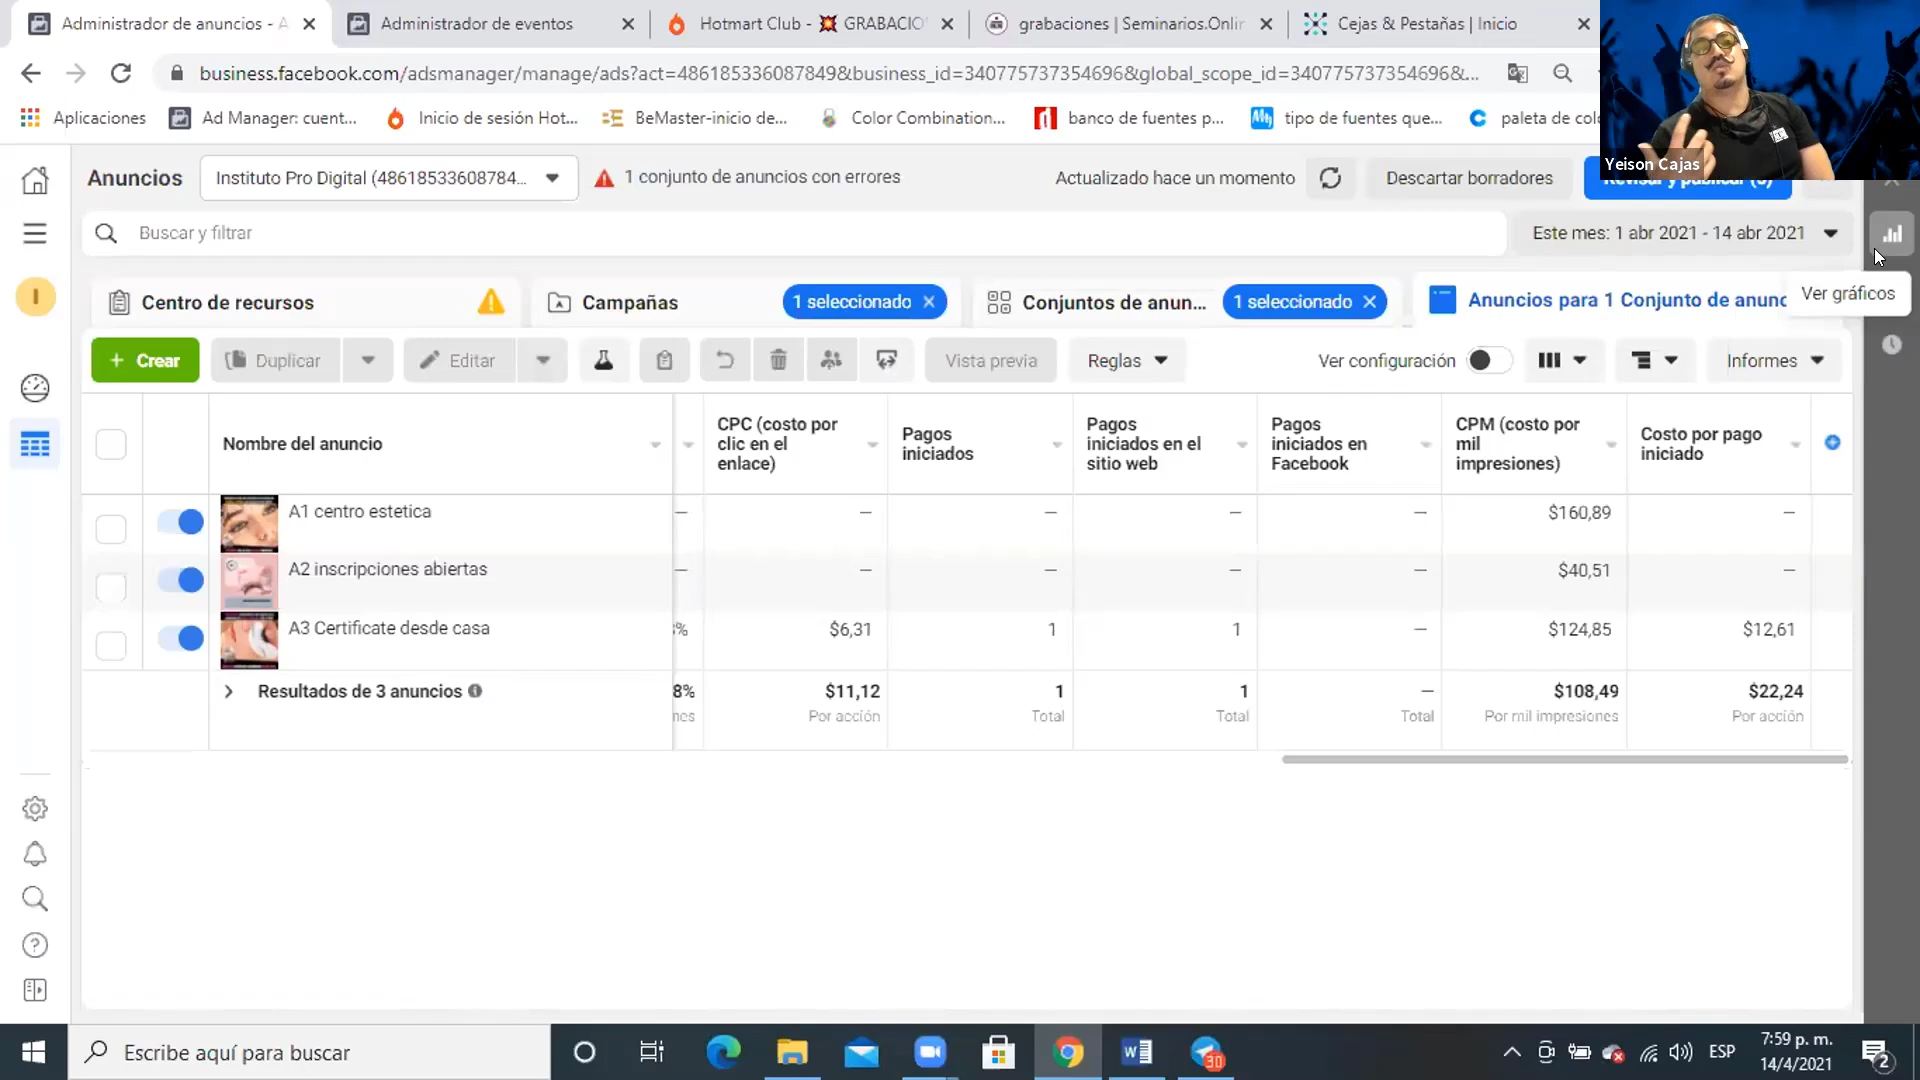 Administrador de anuncios - A
Administrador de eventos
Hotmart Club - 💥 GRABACIO
grabaciones | Seminarios.Onlin
Cejas & Pestañas | Inicio
business.facebook.com/adsmanager/manage/ads?act=486185336087849&business_id=340775737354696&global_scope_id=340775737354696&...
Aplicaciones
Ad Manager: cuent...
Inicio de sesión Hot...
BeMaster-inicio de...
Color Combination...
banco de fuentes p...
tipo de fuentes que...
paleta de col
Yeison Cajas
Anuncios
Instituto Pro Digital (48618533608784...
1 conjunto de anuncios con errores
Actualizado hace un momento
Descartar borradores
Revisar y publicar (3)
Buscar y filtrar
Este mes: 1 abr 2021 - 14 abr 2021
I
Centro de recursos
Campañas
1 seleccionado
Conjuntos de anun...
1 seleccionado
Anuncios para 1 Conjunto de anunc
Ver gráficos
+ Crear
Duplicar
Editar
Vista previa
Reglas
Ver configuración
Informes
Nombre del anuncio
CPC (costo por
clic en el
enlace)
Pagos
iniciados
Pagos
iniciados en el
sitio web
Pagos
iniciados en
Facebook
CPM (costo por
mil
impresiones)
Costo por pago
iniciado
A1 centro estetica
— — — — — $160,89 —
A2 inscripciones abiertas
— — — — — $40,51 —
A3 Certificate desde casa
% $6,31 1 1 — $124,85 $12,61
Resultados de 3 anuncios
8% $11,12 1 1 — $108,49 $22,24
nes Por acción Total Total Total Por mil impresiones Por acción
Escribe aquí para buscar
30
ESP
7:59 p. m.
14/4/2021
2